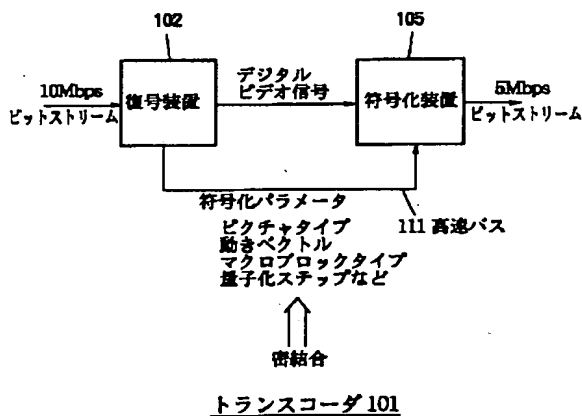 102
105
10Mbps
ビットストリーム
復号装置
デジタル
ビデオ信号
符号化装置
5Mbps
ビットストリーム
符号化パラメータ
ピクチャタイプ
動きベクトル
マクロブロックタイプ
量子化ステップなど
111 高速バス
密結合
トランスコーダ 101